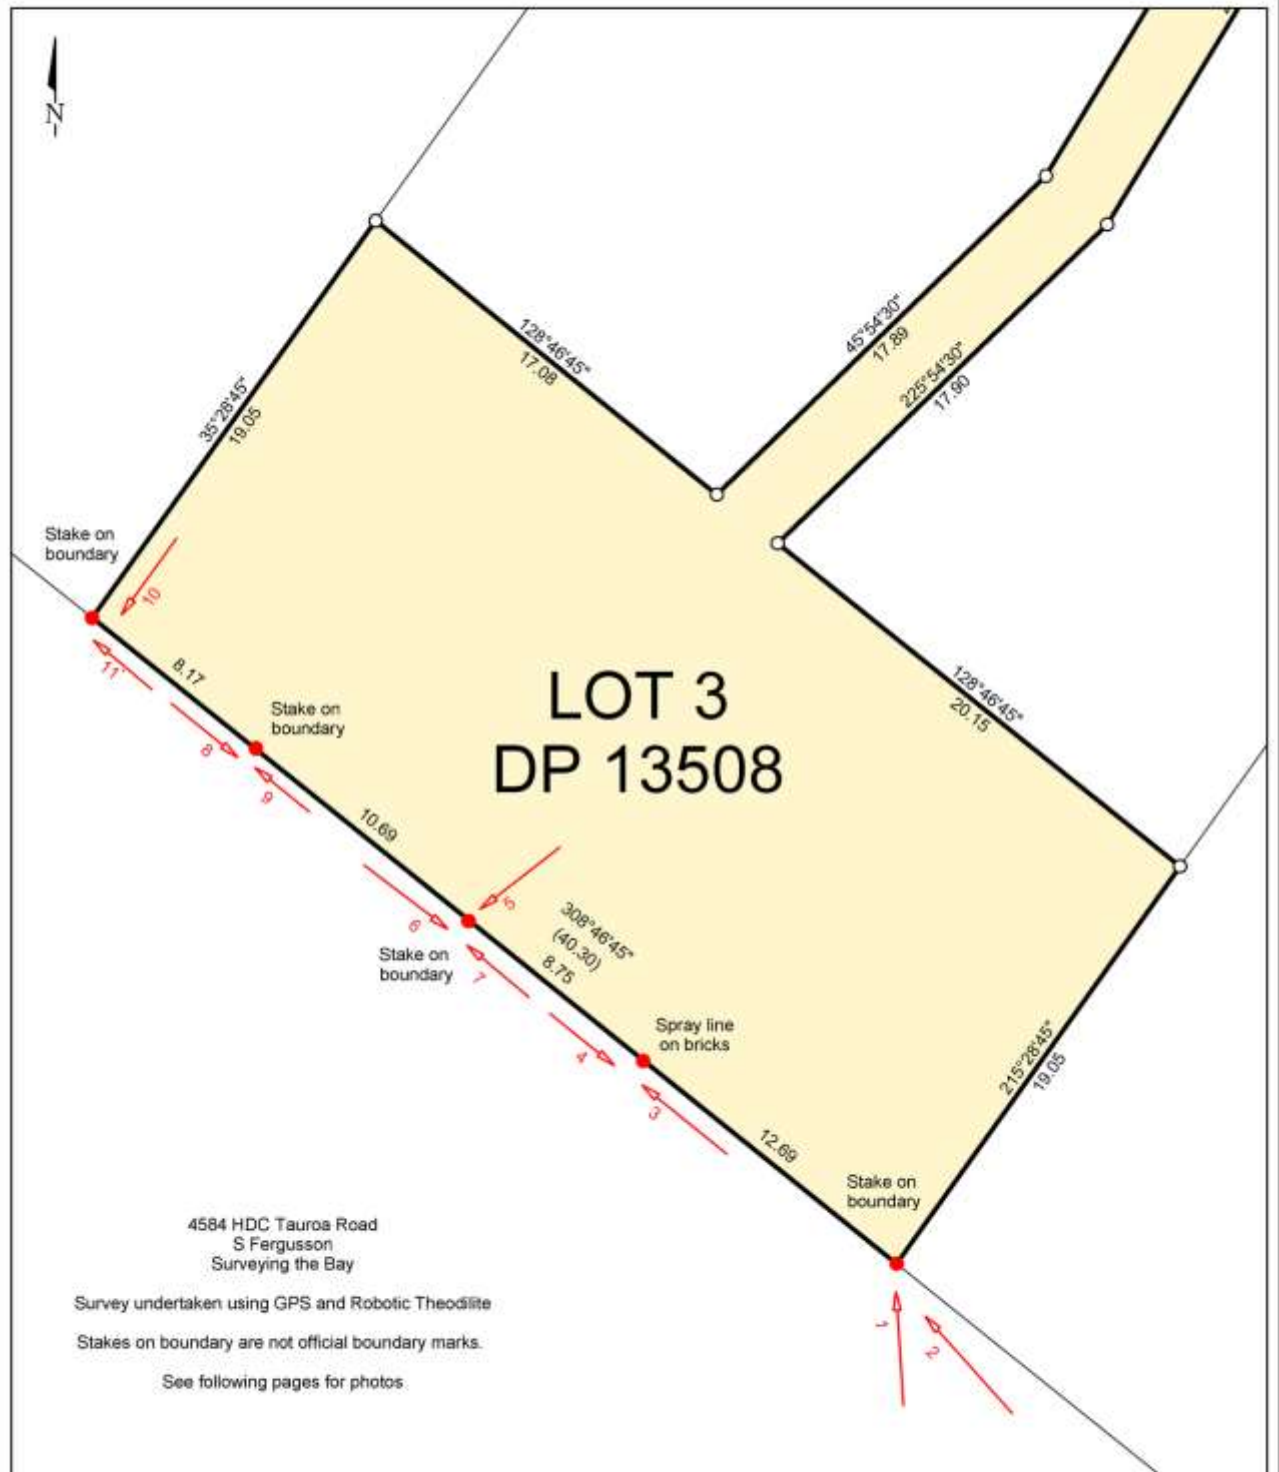 N
45°54'30"
17.89
128°46'45"
17.08
225°54'30"
17.90
35°28'45"
19.05
Stake on
boundary
10
11
8.17
128°46'45"
20.15
LOT 3
DP 13508
Stake on
boundary
8
9
10.69
5
6
308°46'45"
(40.30)
8.75
Stake on
boundary
7
Spray line
on bricks
4
3
215°28'45"
19.05
12.69
Stake on
boundary
1
2
4584 HDC Tauroa Road
S Fergusson
Surveying the Bay
Survey undertaken using GPS and Robotic Theodilite
Stakes on boundary are not official boundary marks.
See following pages for photos